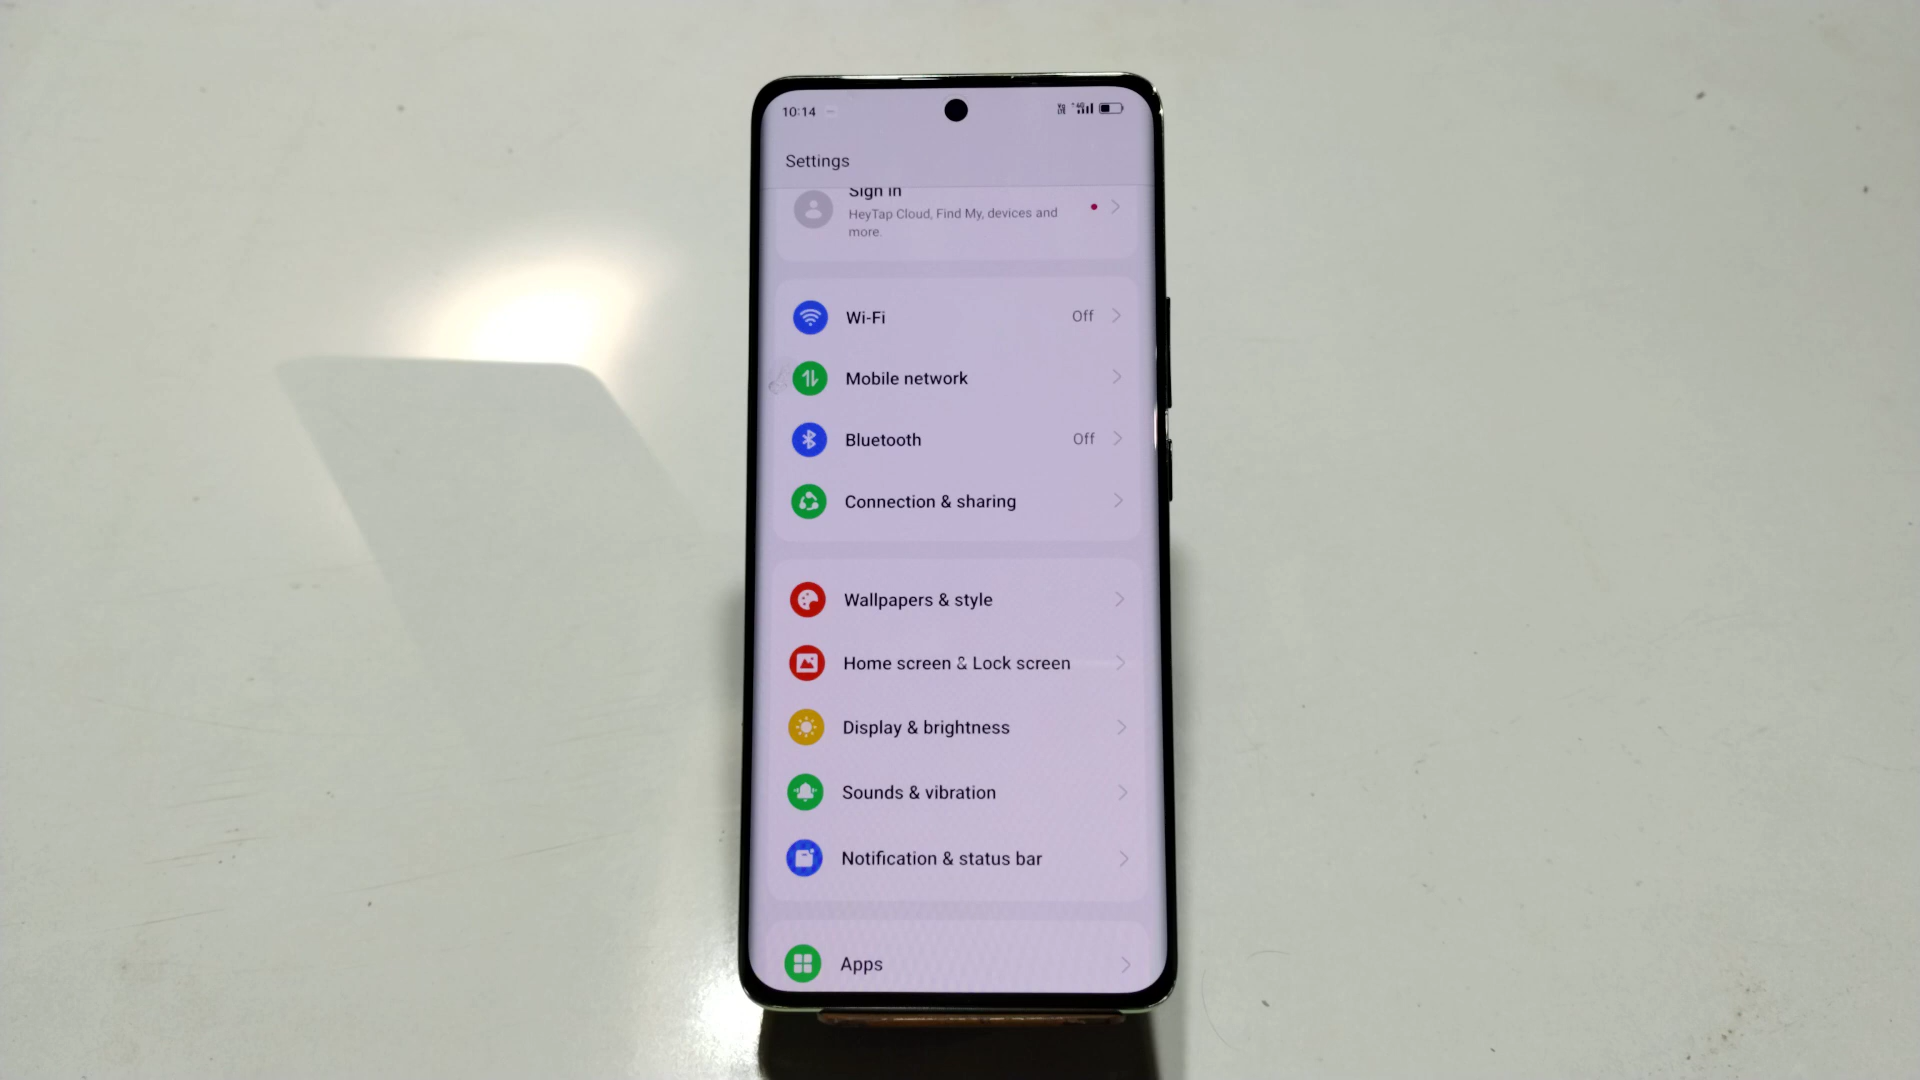 10:14
Settings
Sign in
HeyTap Cloud, Find My, devices and
more.
Wi-Fi Off
Mobile network
Bluetooth Off
Connection & sharing
Wallpapers & style
Home screen & Lock screen
Display & brightness
Sounds & vibration
Notification & status bar
Apps